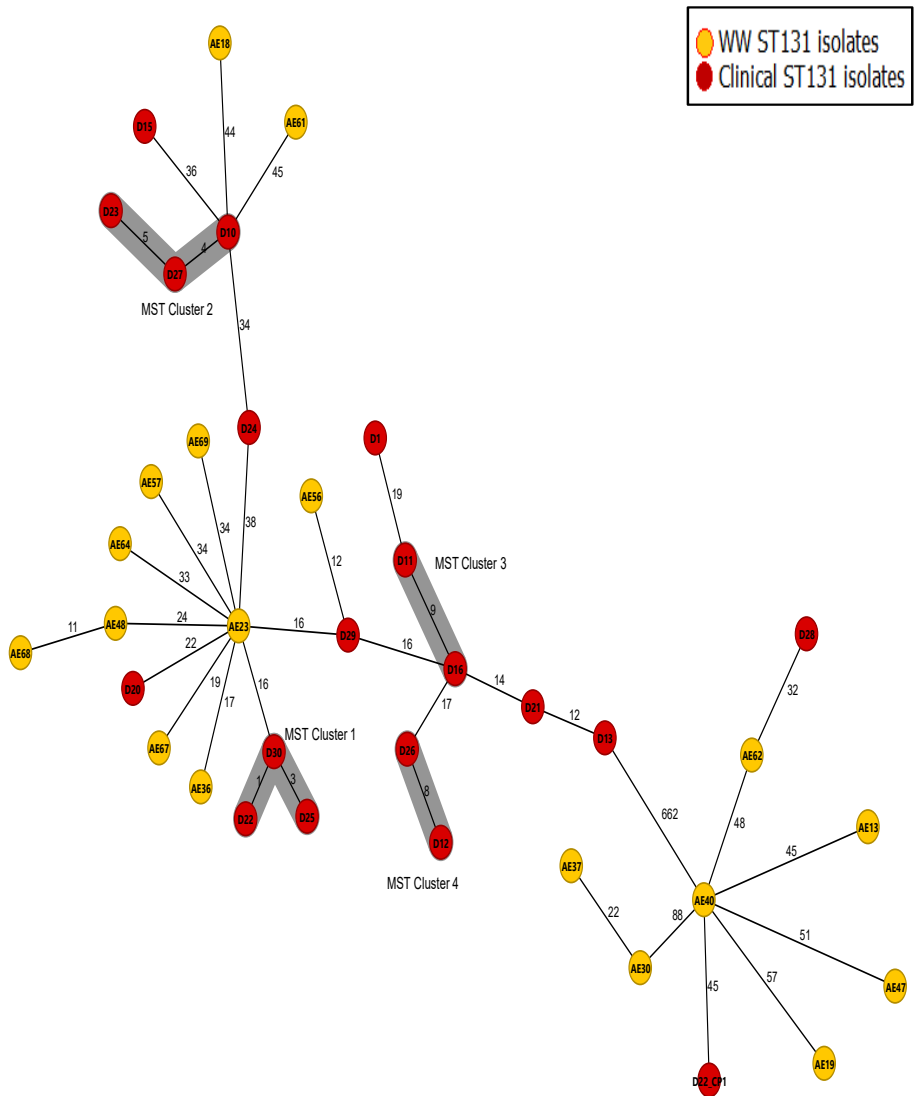 WW ST131 isolates
Clinical ST131 isolates
AE18
44
D15
AE61
36
45
D23
D10
5
4
D27
MST Cluster 2
34
D24
AE69
D1
AE57
AE56
19
38
34
AE64
34
12
D11
MST Cluster 3
33
9
AE48
24
AE23
16
D29
11
AE68
22
16
D16
D28
D20
19
17
16
14
32
17
D21
12
AE67
MST Cluster 1
D30
D26
D13
AE62
AE36
1
3
8
D22
D25
662
48
AE13
D12
45
MST Cluster 4
AE37
AE40
22
88
51
AE30
45
57
AE47
AE19
D22_CP1